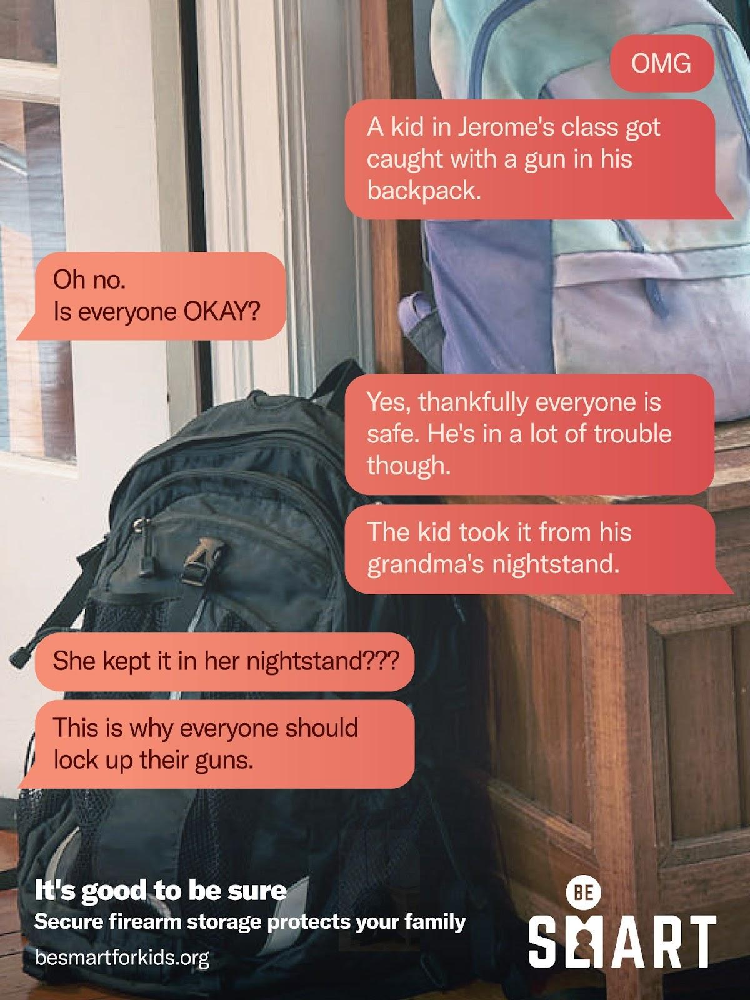 OMG
A kid in Jerome's class got
caught with a gun in his
backpack.
Oh no.
Is everyone OKAY?
Yes, thankfully everyone is
safe. He's in a lot of trouble
though.
The kid took it from his
grandma's nightstand.
She kept it in her nightstand???
This is why everyone should
lock up their guns.
It's good to be sure
Secure firearm storage protects your family
besmartforkids.org
BE
SMART